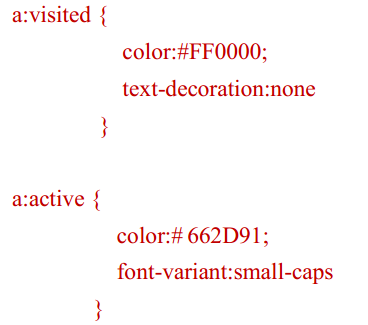 a:visited {
color:#FF0000;
text-decoration:none
}
a:active {
color:# 662D91;
font-variant:small-caps
}